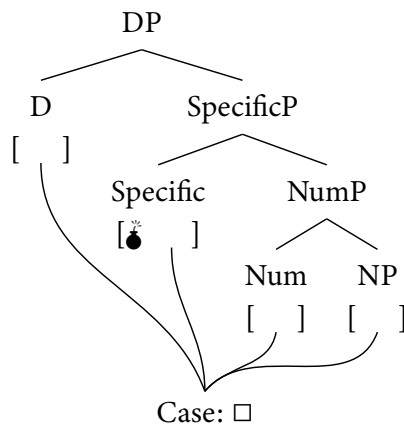 DP
D SpecificP
[ ] Specific NumP
[💣 ] Num NP
[ ] [ ]
Case: □